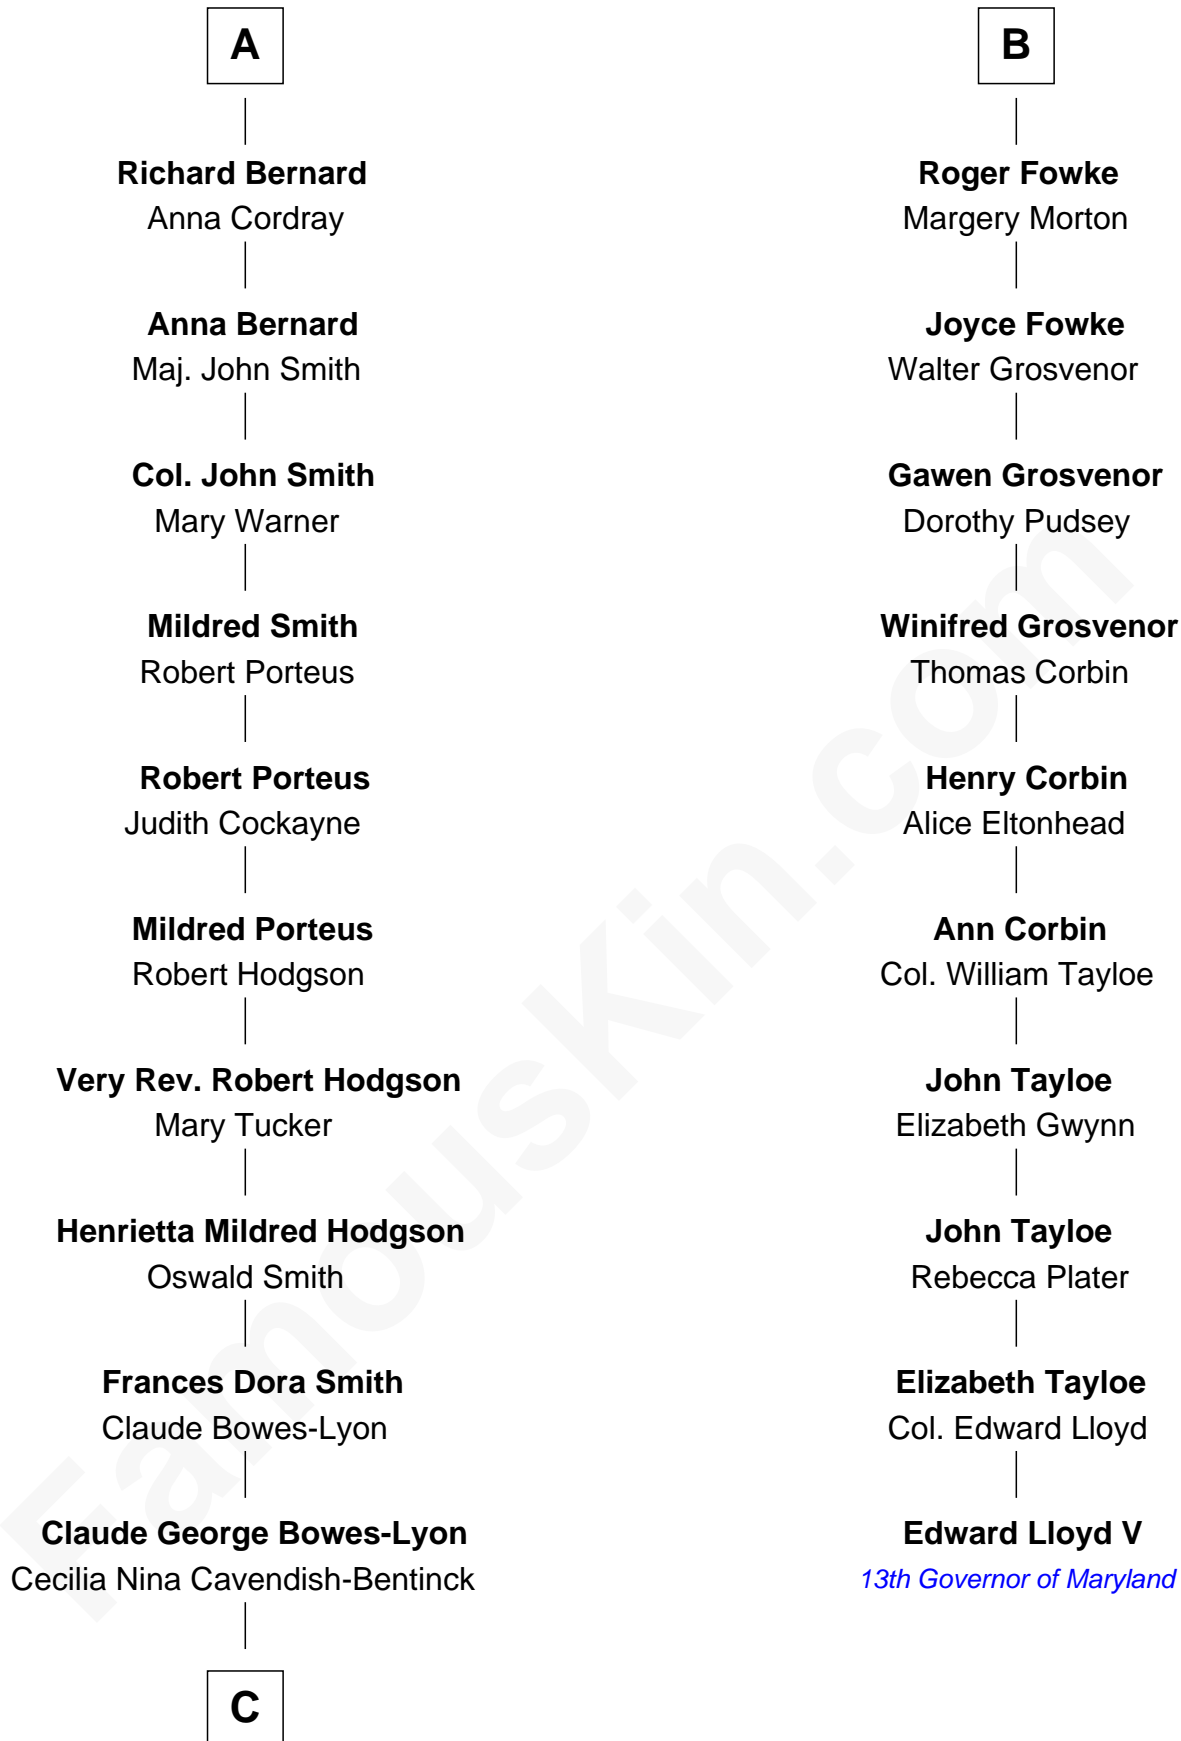 A
Richard Bernard
Anna Cordray
Anna Bernard
Maj. John Smith
Col. John Smith
Mary Warner
Mildred Smith
Robert Porteus
Robert Porteus
Judith Cockayne
Mildred Porteus
Robert Hodgson
Very Rev. Robert Hodgson
Mary Tucker
Henrietta Mildred Hodgson
Oswald Smith
Frances Dora Smith
Claude Bowes-Lyon
Claude George Bowes-Lyon
Cecilia Nina Cavendish-Bentinck
C
B
Roger Fowke
Margery Morton
Joyce Fowke
Walter Grosvenor
Gawen Grosvenor
Dorothy Pudsey
Winifred Grosvenor
Thomas Corbin
Henry Corbin
Alice Eltonhead
Ann Corbin
Col. William Tayloe
John Tayloe
Elizabeth Gwynn
John Tayloe
Rebecca Plater
Elizabeth Tayloe
Col. Edward Lloyd
Edward Lloyd V
13th Governor of Maryland
FamousKin.com